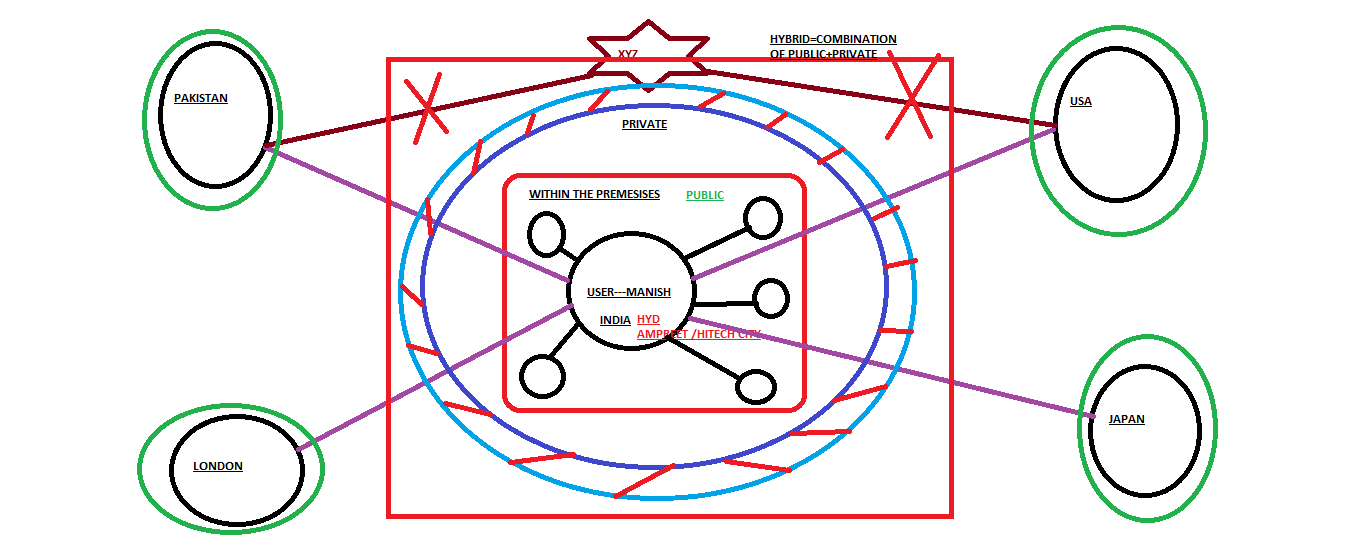 HYBRID=COMBINATION
OF PUBLIC+PRIVATE
XYZ
PAKISTAN
USA
PRIVATE
WITHIN THE PREMESISES
PUBLIC
USER---MANISH
INDIA
HYD
AMPRPET /HITECH CITY
JAPAN
LONDON